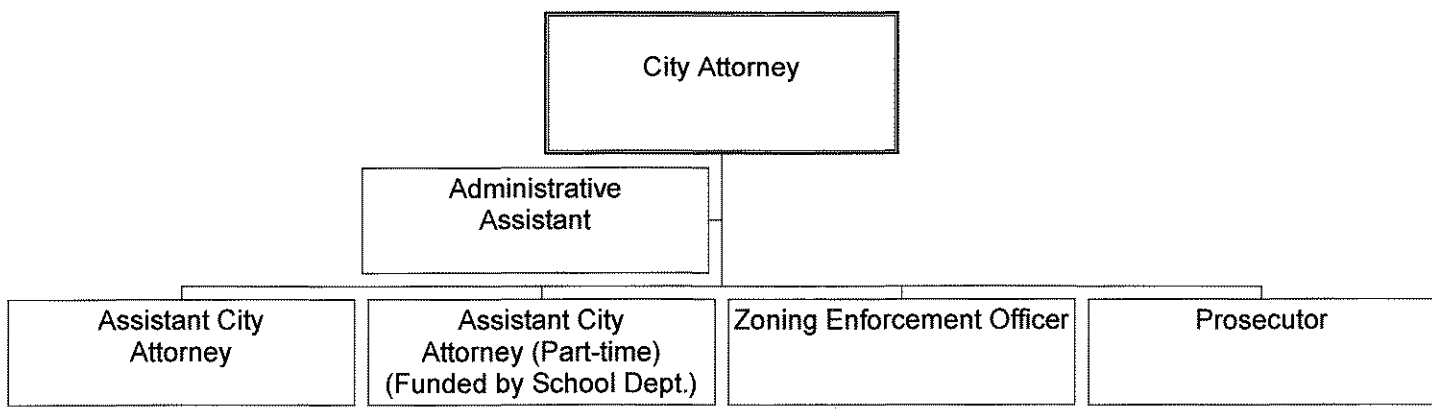 City Attorney
Administrative
Assistant
Assistant City
Attorney
Assistant City
Attorney (Part-time)
(Funded by School Dept.)
Zoning Enforcement Officer
Prosecutor